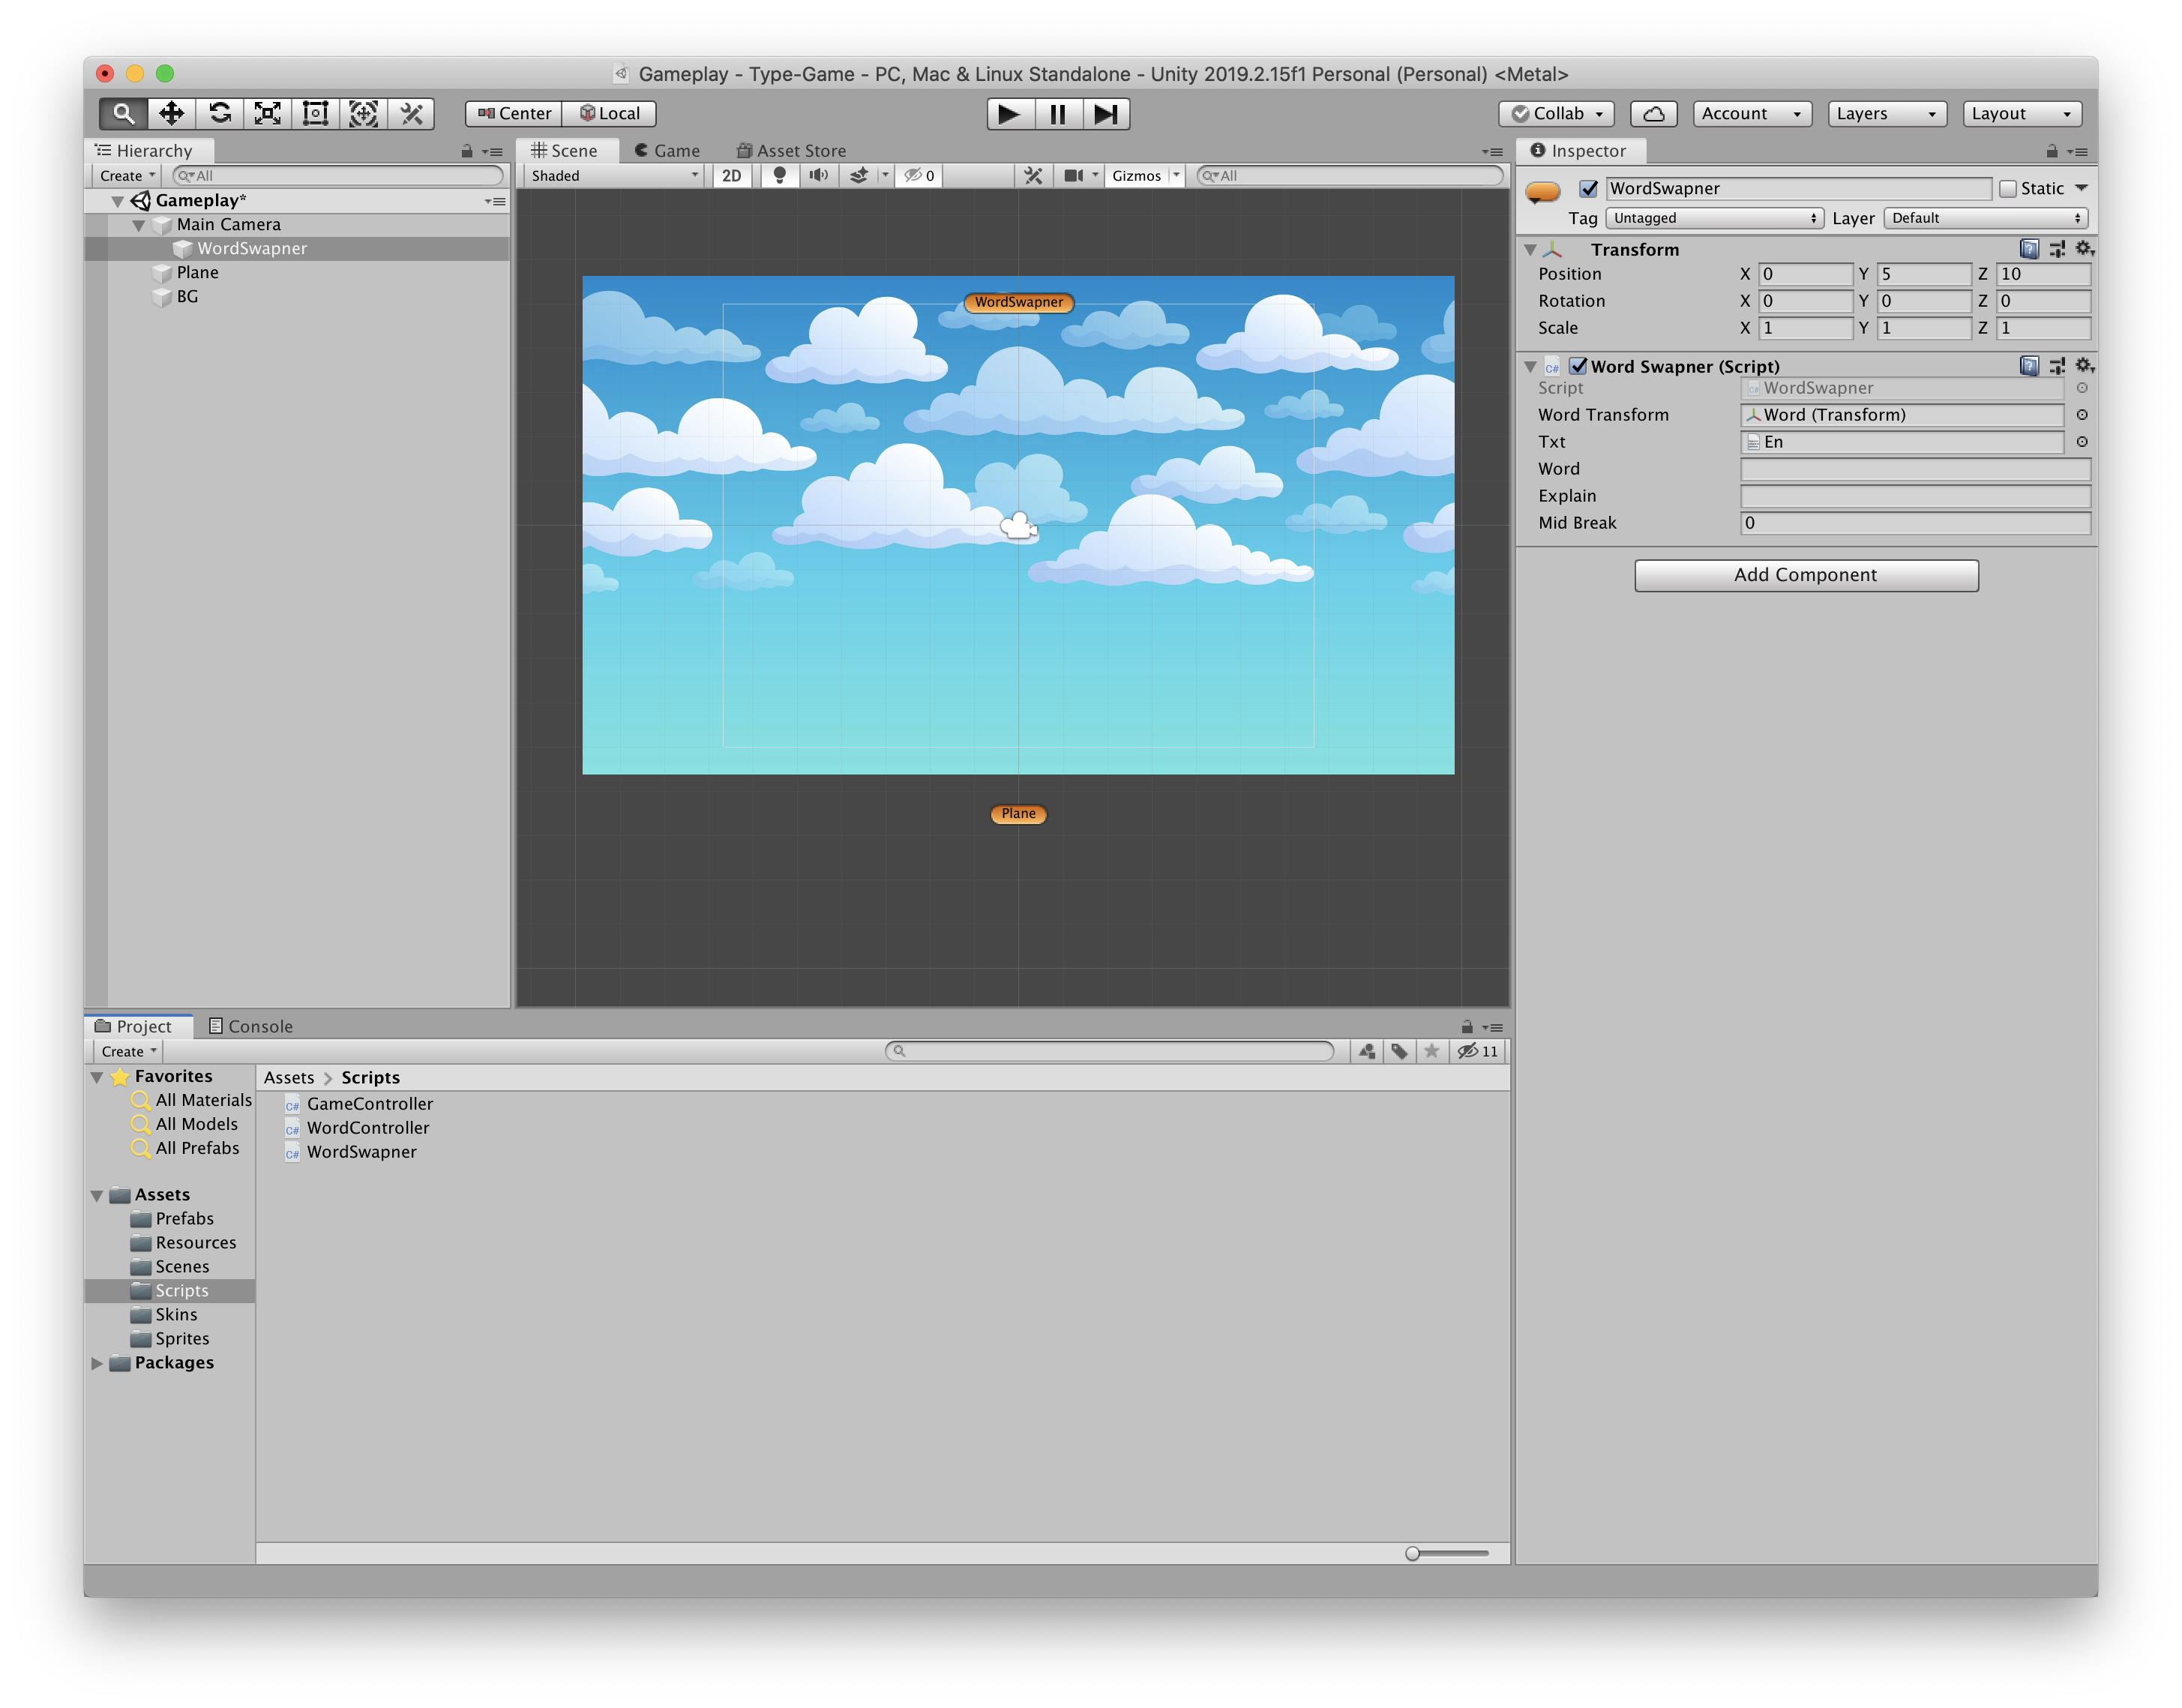 Gameplay - Type-Game - PC, Mac & Linux Standalone - Unity 2019.2.15f1 Personal (Personal) <Metal>
Center Local Collab Account Layers Layout
Hierarchy
Create All
Gameplay*
Main Camera
WordSwapner
Plane
BG
Scene Game Asset Store
Shaded 2D 0 Gizmos All
WordSwapner
Plane
Inspector
WordSwapner Static
Tag Untagged Layer Default
Transform
Position X 0 Y 5 Z 10
Rotation X 0 Y 0 Z 0
Scale X 1 Y 1 Z 1
C# Word Swapner (Script)
Script WordSwapner
Word Transform Word (Transform)
Txt En
Word
Explain
Mid Break 0
Add Component
Project Console
Create 11
Favorites
All Materials
All Models
All Prefabs
Assets
Prefabs
Resources
Scenes
Scripts
Skins
Sprites
Packages
Assets > Scripts
C# GameController
C# WordController
C# WordSwapner